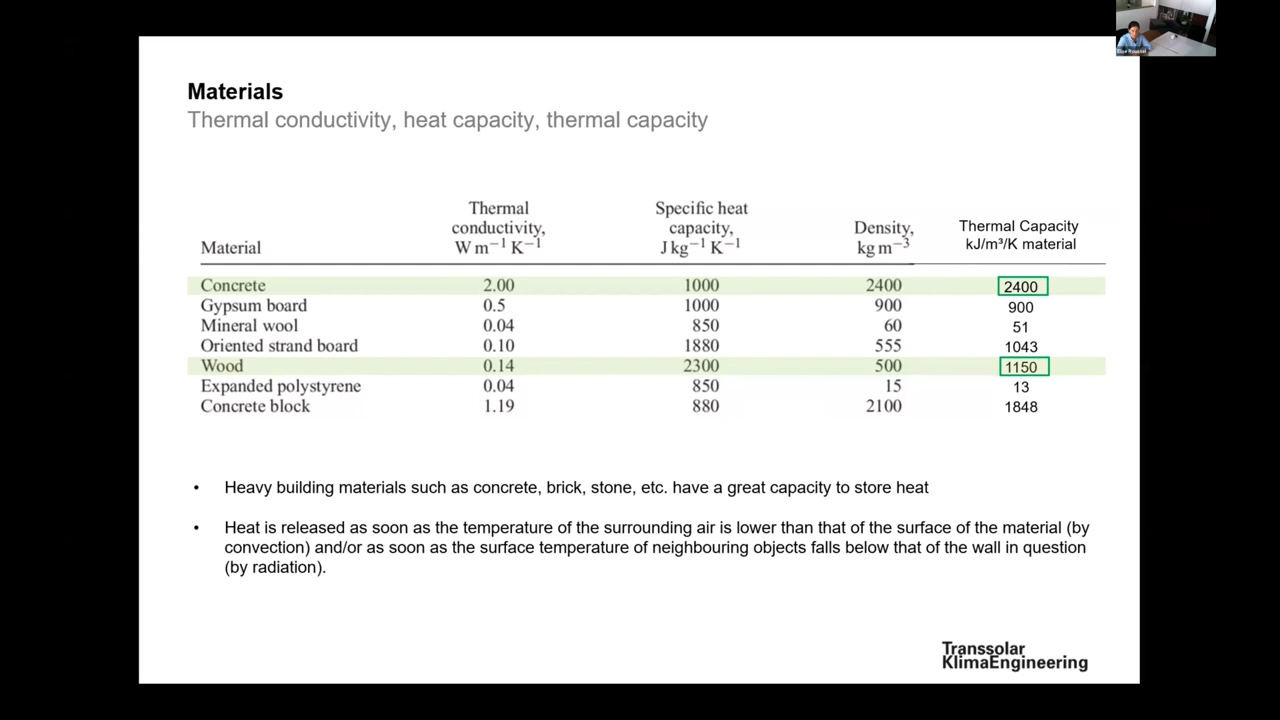 Materials
Thermal conductivity, heat capacity, thermal capacity
Material Thermal conductivity, W m−1 K−1 Specific heat capacity, J kg−1 K−1 Density, kg m−3 Thermal Capacity kJ/m³/K material
Concrete 2.00 1000 2400 2400
Gypsum board 0.5 1000 900 900
Mineral wool 0.04 850 60 51
Oriented strand board 0.10 1880 555 1043
Wood 0.14 2300 500 1150
Expanded polystyrene 0.04 850 15 13
Concrete block 1.19 880 2100 1848
• Heavy building materials such as concrete, brick, stone, etc. have a great capacity to store heat
• Heat is released as soon as the temperature of the surrounding air is lower than that of the surface of the material (by
convection) and/or as soon as the surface temperature of neighbouring objects falls below that of the wall in question
(by radiation).
Transsolar
KlimaEngineering